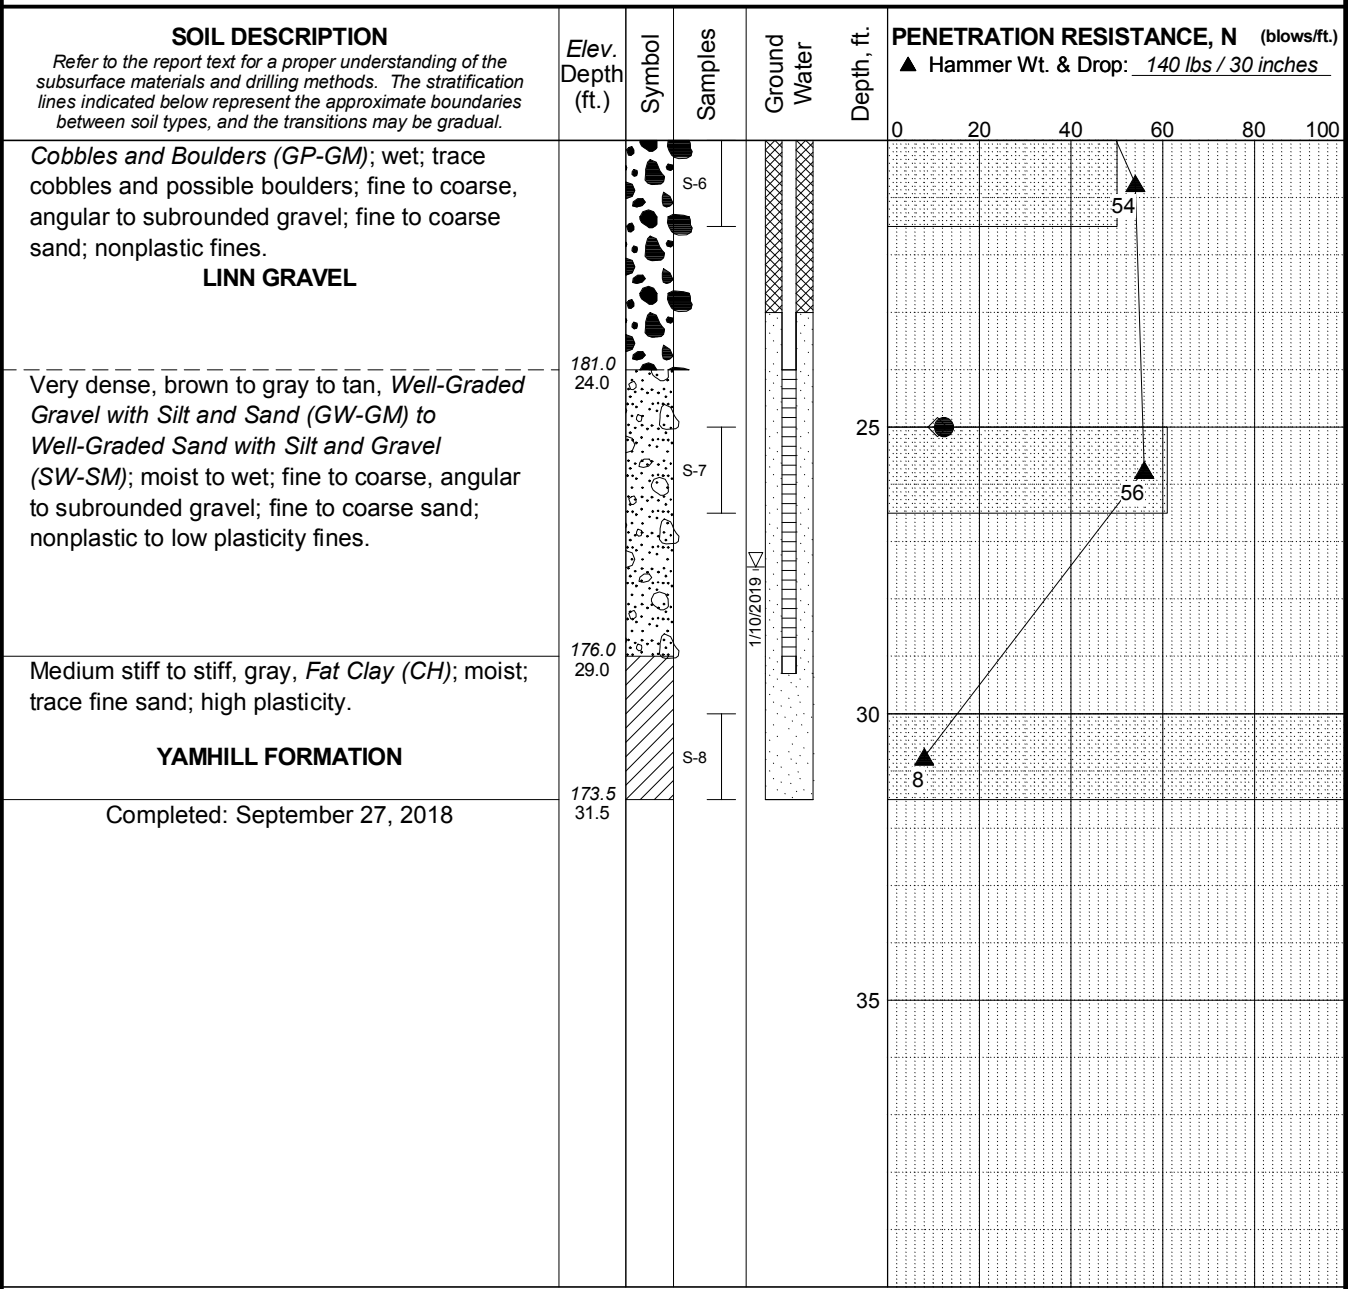 SOIL DESCRIPTION
Refer to the report text for a proper understanding of the
subsurface materials and drilling methods. The stratification
lines indicated below represent the approximate boundaries
between soil types, and the transitions may be gradual.
Elev.
Depth
(ft.)
Symbol
Samples
Ground
Water
Depth, ft.
PENETRATION RESISTANCE, N (blows/ft.)
▲ Hammer Wt. & Drop: 140 lbs / 30 inches
0 20 40 60 80 100
Cobbles and Boulders (GP-GM); wet; trace
cobbles and possible boulders; fine to coarse,
angular to subrounded gravel; fine to coarse
sand; nonplastic fines.
LINN GRAVEL
S-6
54
181.0
24.0
Very dense, brown to gray to tan, Well-Graded
Gravel with Silt and Sand (GW-GM) to
Well-Graded Sand with Silt and Gravel
(SW-SM); moist to wet; fine to coarse, angular
to subrounded gravel; fine to coarse sand;
nonplastic to low plasticity fines.
S-7
25
56
1/10/2019
176.0
29.0
Medium stiff to stiff, gray, Fat Clay (CH); moist;
trace fine sand; high plasticity.
YAMHILL FORMATION
S-8
30
8
173.5
31.5
Completed: September 27, 2018
35